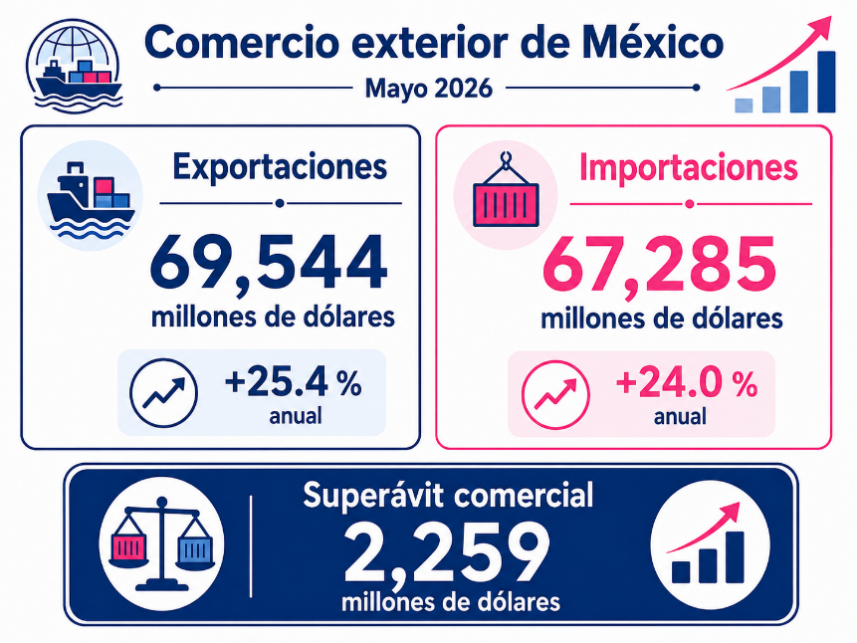 Comercio exterior de México
Mayo 2026
Exportaciones
69,544
millones de dólares
+25.4 %
anual
Importaciones
67,285
millones de dólares
+24.0 %
anual
Superávit comercial
2,259
millones de dólares